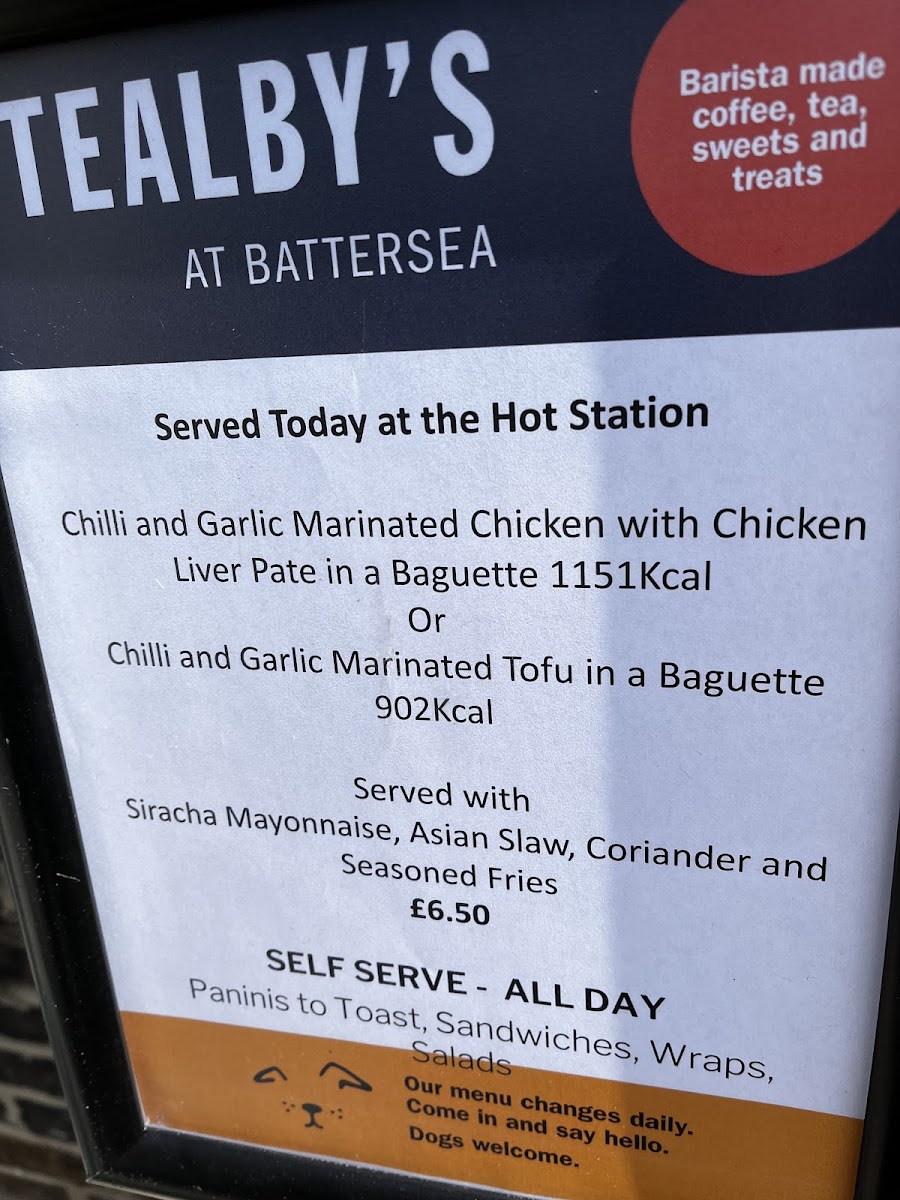 TEALBY'S
AT BATTERSEA
Barista made
coffee, tea,
sweets and
treats
Served Today at the Hot Station
Chilli and Garlic Marinated Chicken with Chicken
Liver Pate in a Baguette 1151Kcal
Or
Chilli and Garlic Marinated Tofu in a Baguette
902Kcal
Served with
Siracha Mayonnaise, Asian Slaw, Coriander and
Seasoned Fries
£6.50
SELF SERVE - ALL DAY
Paninis to Toast, Sandwiches, Wraps,
Salads
Our menu changes daily.
Come in and say hello.
Dogs welcome.